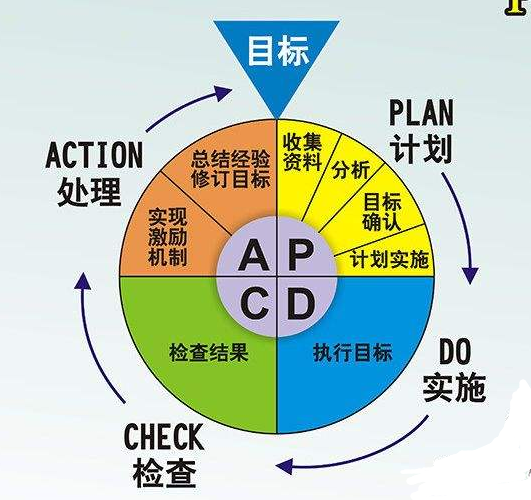 目标
PLAN
计划
收集
资料
分析
目标
确认
计划实施
DO
实施
执行目标
CHECK
检查
检查结果
ACTION
处理
实现
激励
机制
总结经验
修订目标
A P
C D